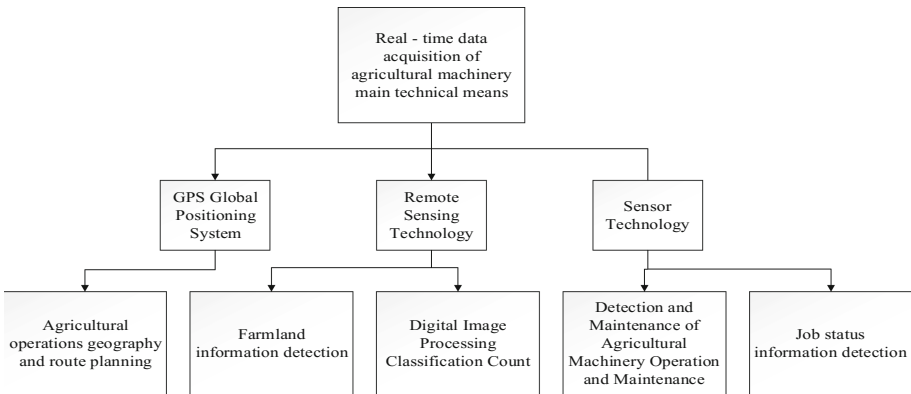 Real - time data
acquisition of
agricultural machinery
main technical means
GPS Global
Positioning
System
Remote
Sensing
Technology
Sensor
Technology
Agricultural
operations geography
and route planning
Farmland
information detection
Digital Image
Processing
Classification Count
Detection and
Maintenance of
Agricultural
Machinery Operation
and Maintenance
Job status
information detection